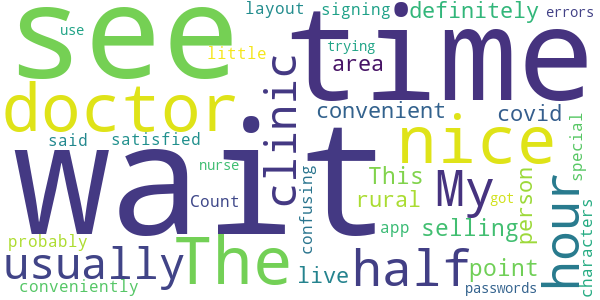 see
time
layout
signing
definitely
errors
use
little
trying
area
doctor
clinic
convenient
covid
nice
special
said
satisfied
wait
nurse
This
My
person
hour
Count
confusing
rural
got
characters
app
selling
probably
The
usually
half
point
live
conveniently
passwords